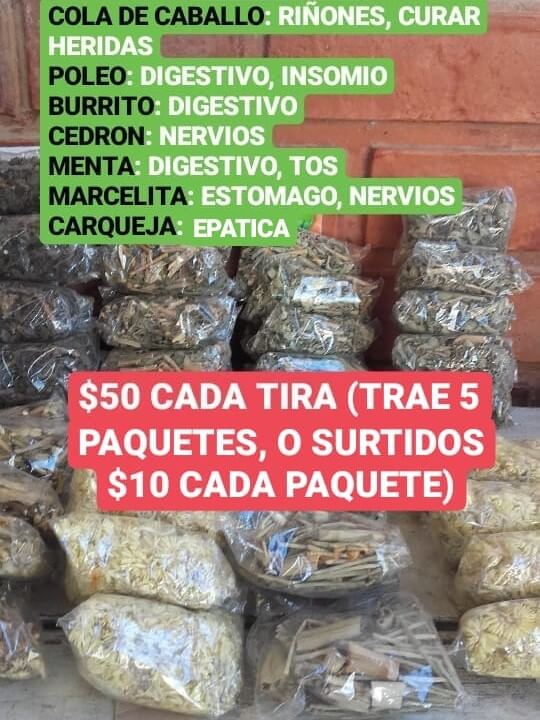 COLA DE CABALLO: RIÑONES, CURAR
HERIDAS
POLEO: DIGESTIVO, INSOMIO
BURRITO: DIGESTIVO
CEDRON: NERVIOS
MENTA: DIGESTIVO, TOS
MARCELITA: ESTOMAGO, NERVIOS
CARQUEJA: EPATICA
$50 CADA TIRA (TRAE 5
PAQUETES, O SURTIDOS
$10 CADA PAQUETE)